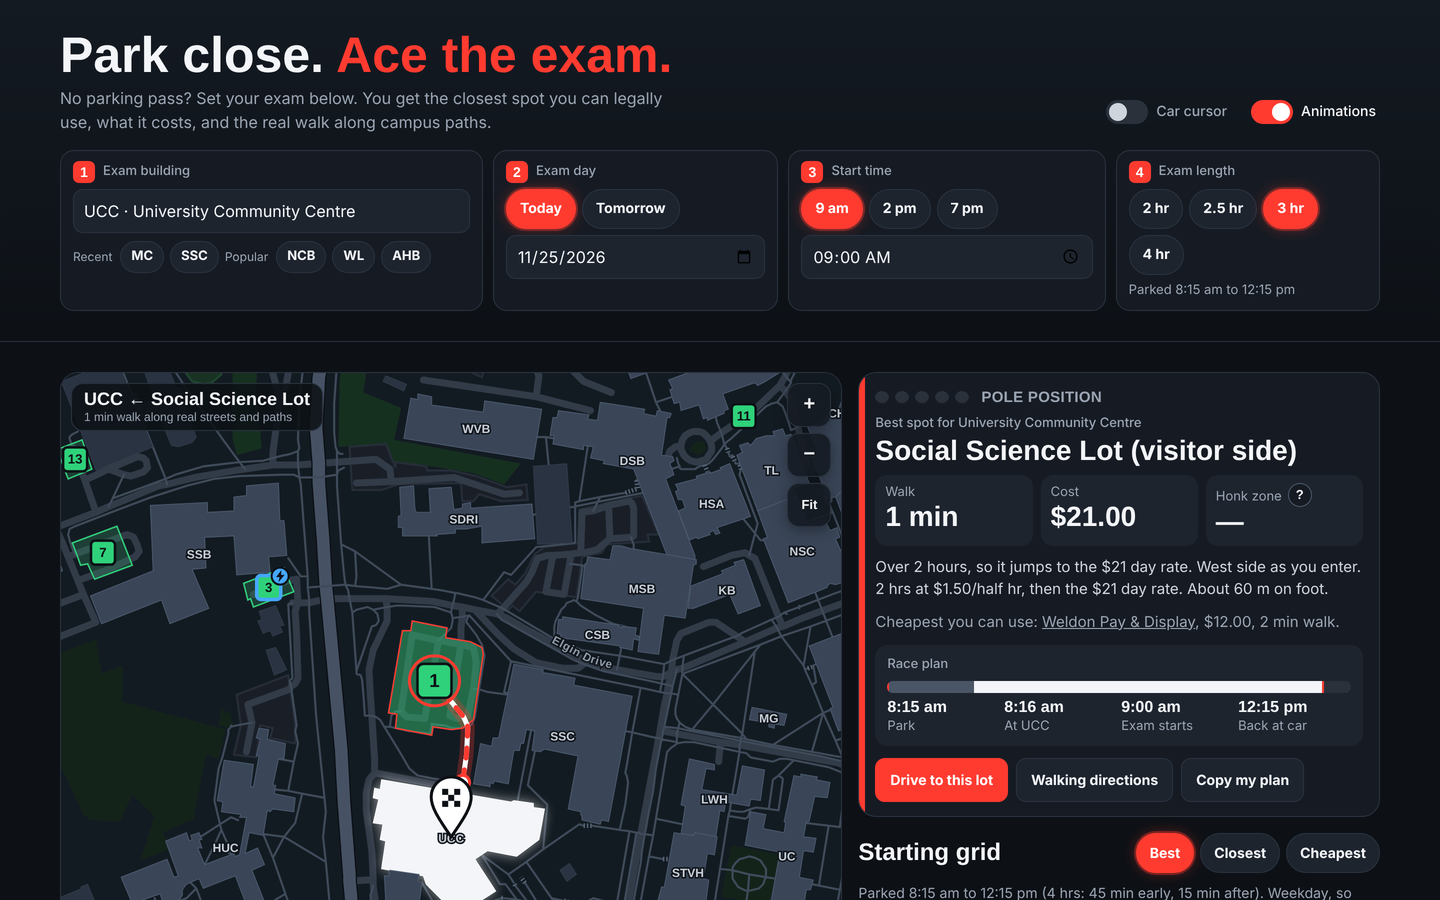 Park close. Ace the exam.
No parking pass? Set your exam below. You get the closest spot you can legally
use, what it costs, and the real walk along campus paths.
Car cursor
Animations
1 Exam building
UCC · University Community Centre
Recent MC SSC Popular NCB WL AHB
2 Exam day
Today Tomorrow
11/25/2026
3 Start time
9 am 2 pm 7 pm
09:00 AM
4 Exam length
2 hr 2.5 hr 3 hr
4 hr
Parked 8:15 am to 12:15 pm
UCC ← Social Science Lot
1 min walk along real streets and paths
+
−
Fit
11
CH
WVB
13
DSB
TL
HSA
SDRI
7
SSB
NSC
3
MSB
KB
CSB
Elgin Drive
1
MG
SSC
LWH
UCC
HUC
UC
STVH
POLE POSITION
Best spot for University Community Centre
Social Science Lot (visitor side)
Walk
1 min
Cost
$21.00
Honk zone ?
—
Over 2 hours, so it jumps to the $21 day rate. West side as you enter.
2 hrs at $1.50/half hr, then the $21 day rate. About 60 m on foot.
Cheapest you can use: Weldon Pay & Display, $12.00, 2 min walk.
Race plan
8:15 am 8:16 am 9:00 am 12:15 pm
Park At UCC Exam starts Back at car
Drive to this lot Walking directions Copy my plan
Starting grid
Best Closest Cheapest
Parked 8:15 am to 12:15 pm (4 hrs: 45 min early, 15 min after). Weekday, so